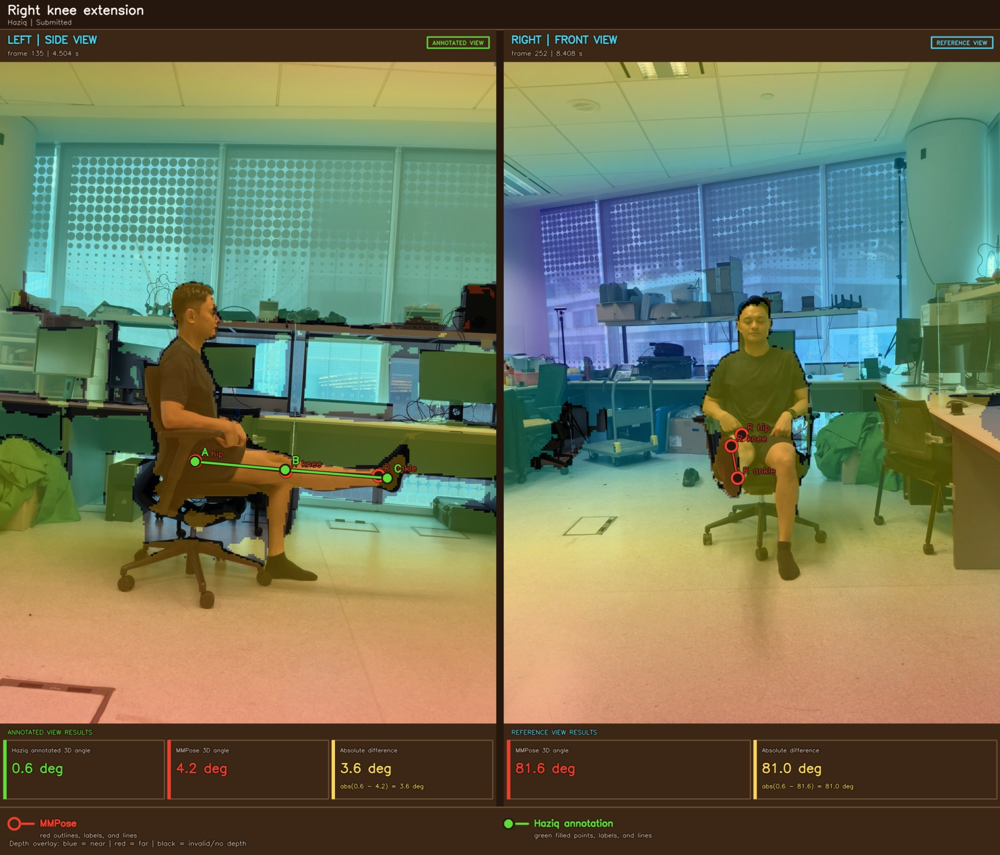 Right knee extension
Haziq | Submitted
LEFT | SIDE VIEW
ANNOTATED VIEW
frame 135 | 4.504 s
RIGHT | FRONT VIEW
REFERENCE VIEW
frame 252 | 8.408 s
A hip
B knee
R C ankle
R hip
R knee
R ankle
ANNOTATED VIEW RESULTS
Haziq annotated 3D angle
0.6 deg
MMPose 3D angle
4.2 deg
Absolute difference
3.6 deg
abs(0.6 - 4.2) = 3.6 deg
REFERENCE VIEW RESULTS
MMPose 3D angle
81.6 deg
Absolute difference
81.0 deg
abs(0.6 - 81.6) = 81.0 deg
MMPose
red outlines, labels, and lines
Depth overlay: blue = near | red = far | black = invalid/no depth
Haziq annotation
green filled points, labels, and lines